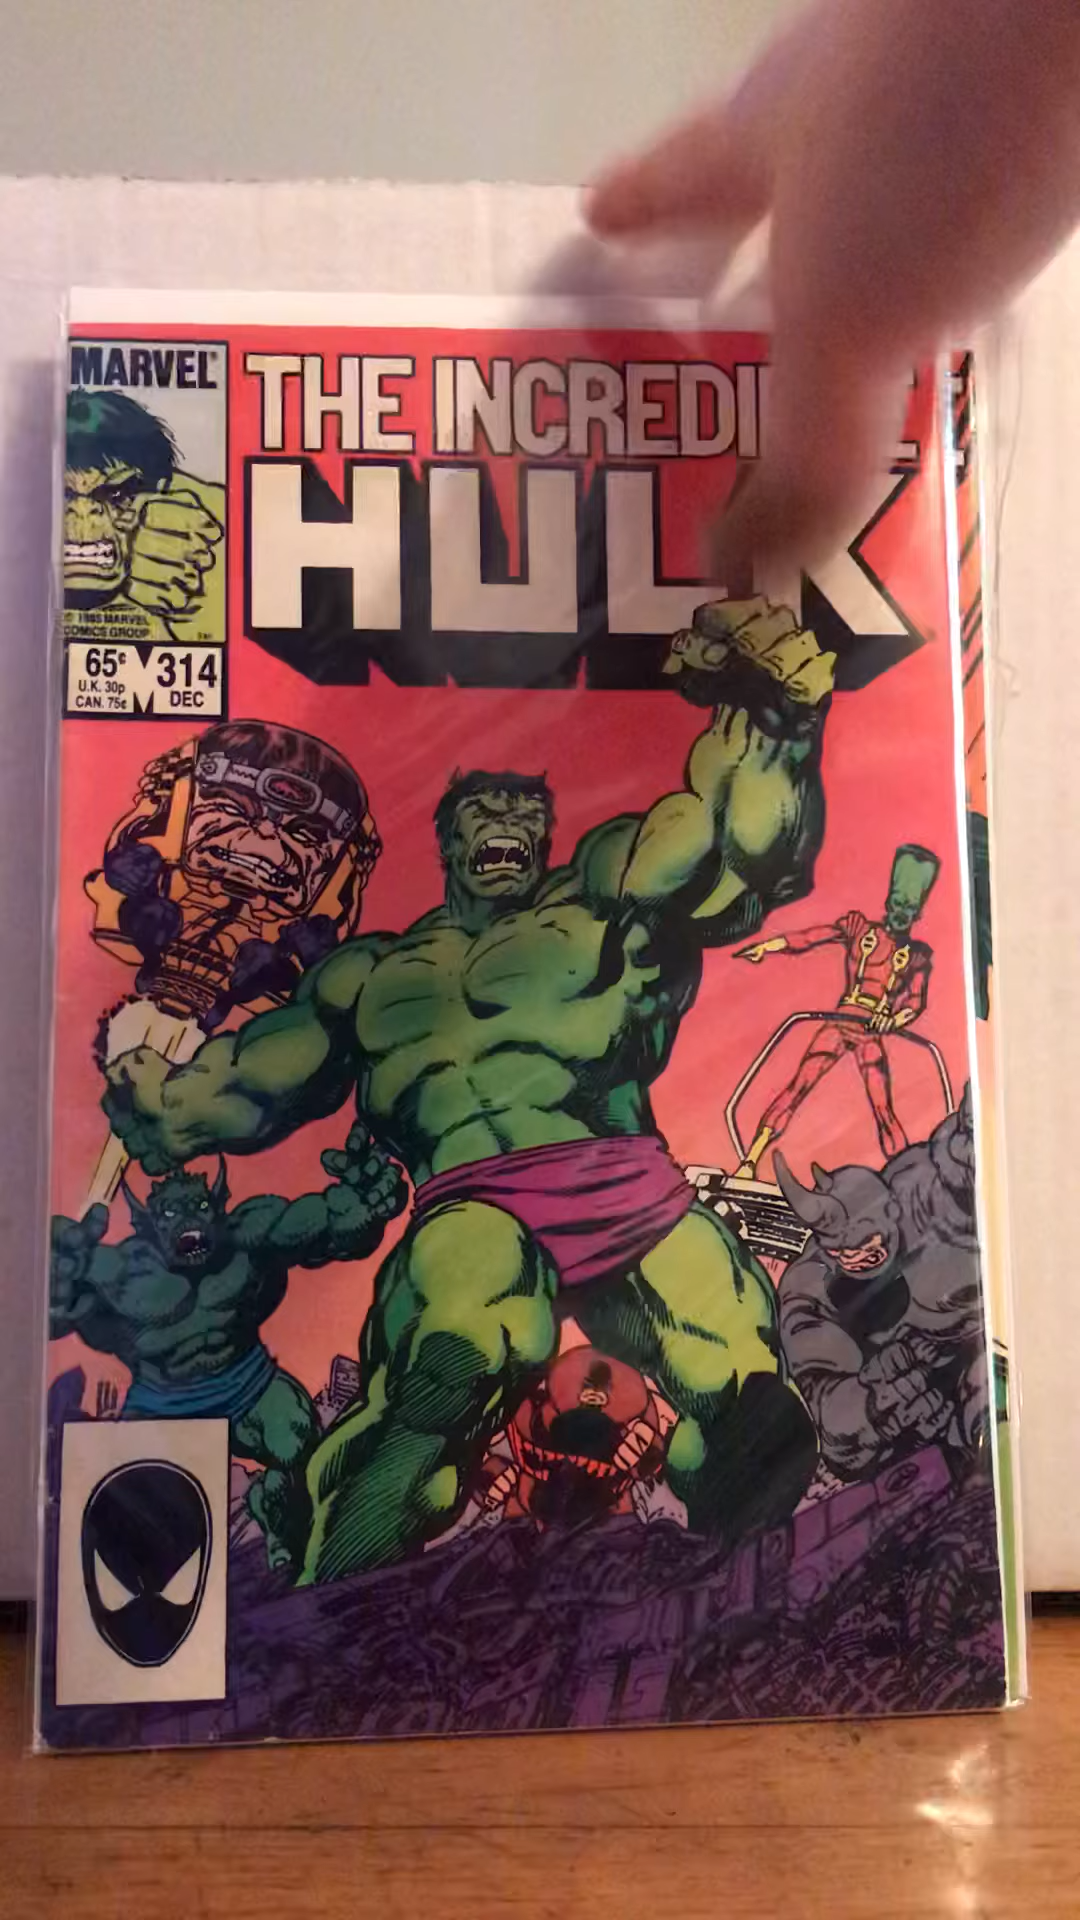 MARVEL
THE INCREDI
HULK
© 1985 MARVEL
COMICS GROUP
65¢
U.K. 30p
CAN. 75¢
314
DEC